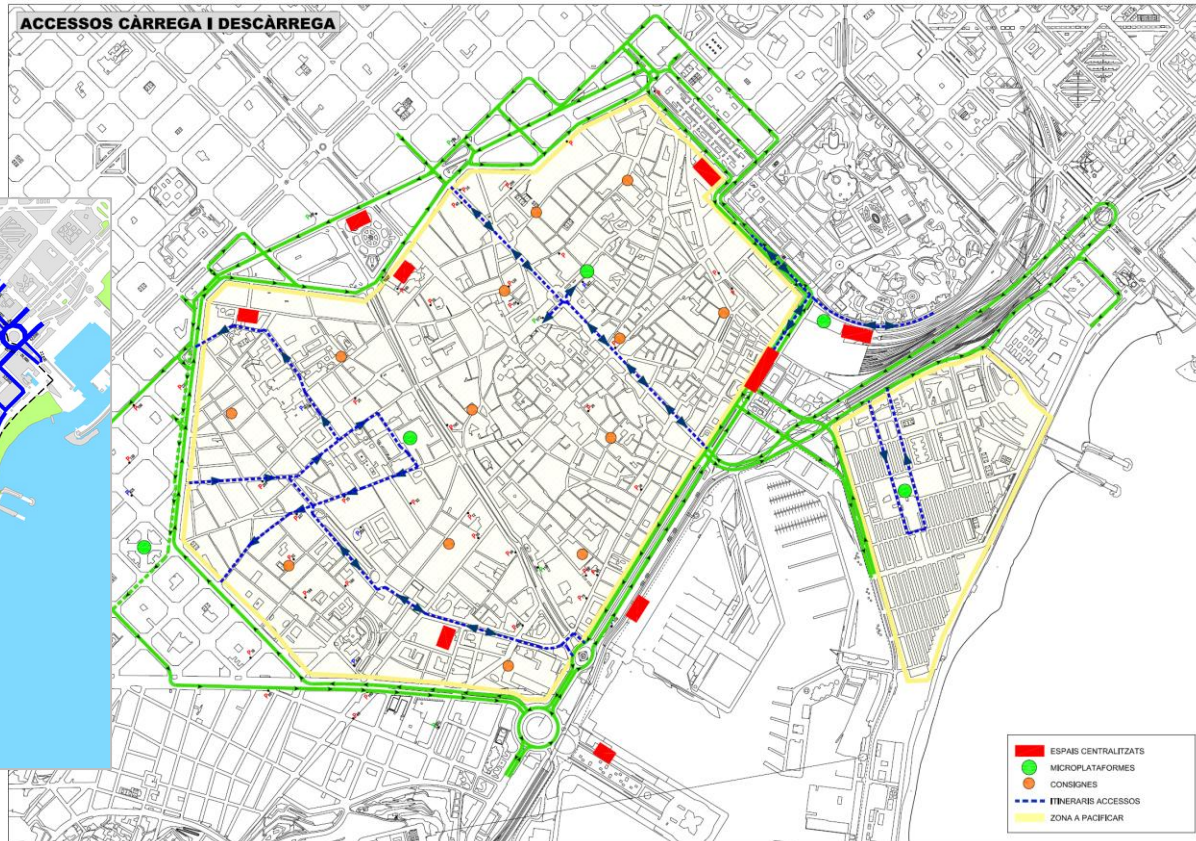 ACCESSOS CÀRREGA I DESCÀRREGA
ESPAIS CENTRALITZATS
MICROPLATAFORMES
CONSIGNES
ITINERARIS ACCESSOS
ZONA A PACIFICAR